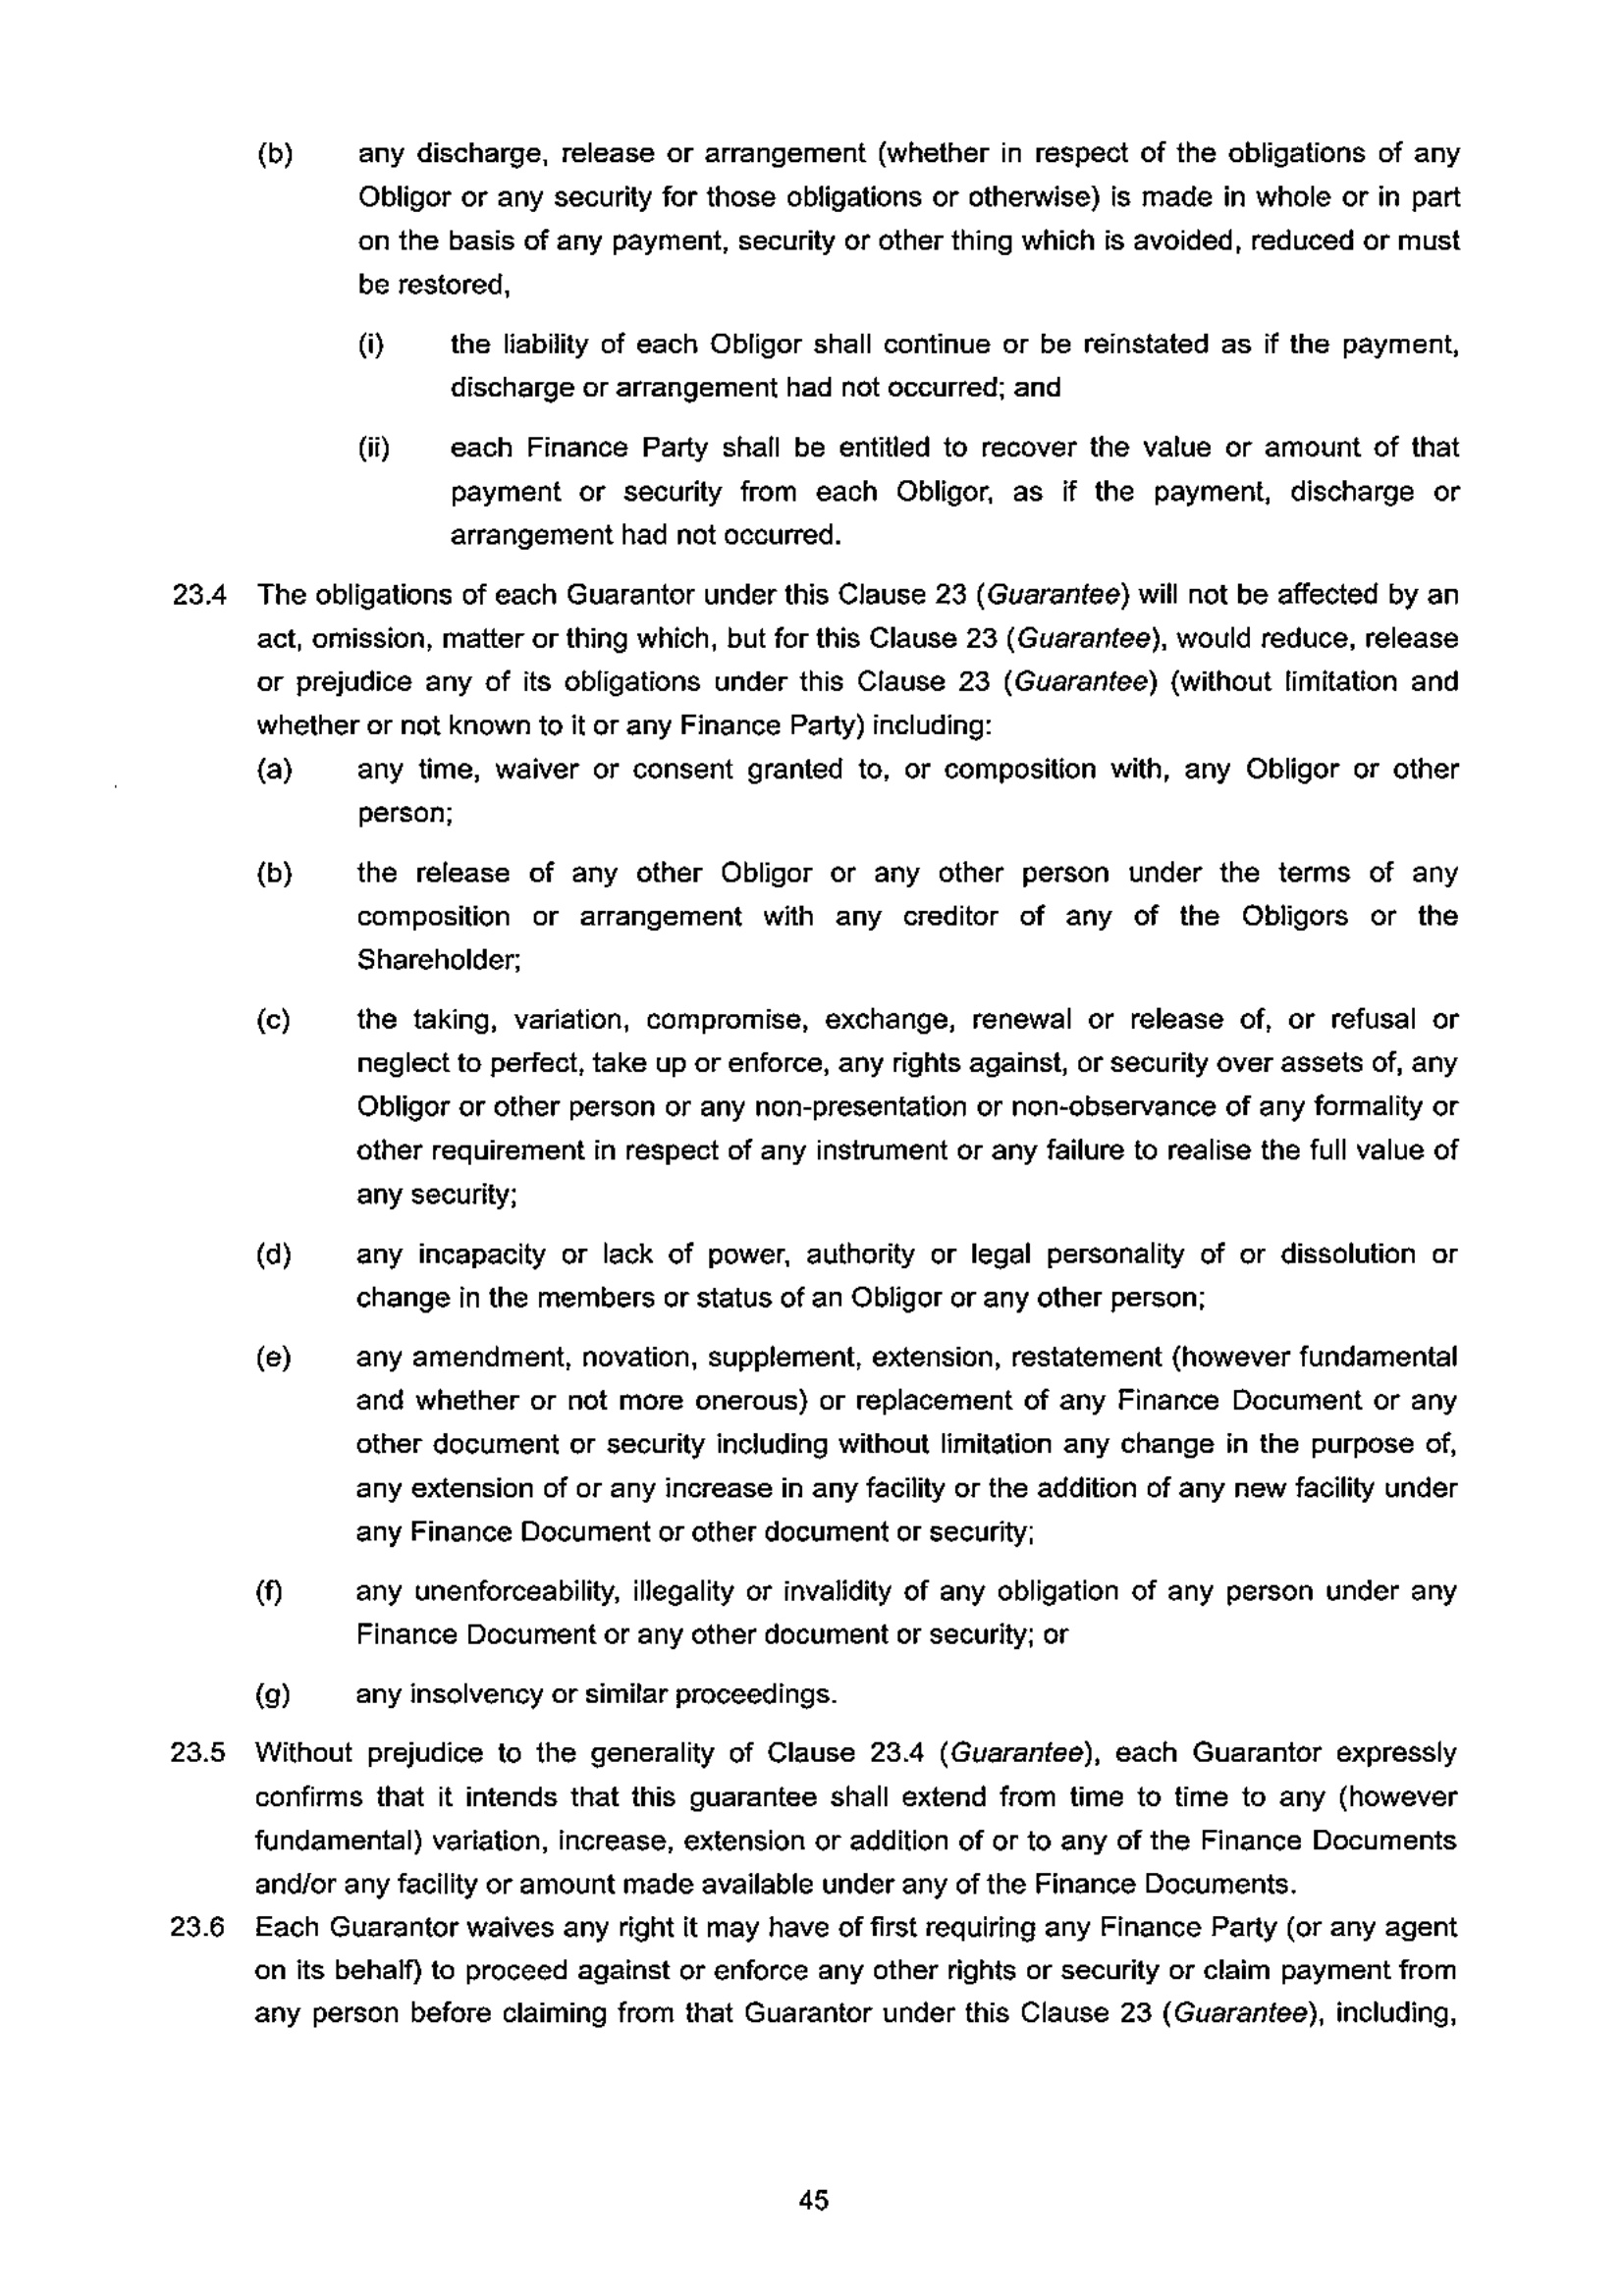 (b) any discharge, release or arrangement (whether in respect of the obligations of any
Obligor or any security for those obligations or otherwise) is made in whole or in part
on the basis of any payment, security or other thing which is avoided, reduced or must
be restored,
(i) the liability of each Obligor shall continue or be reinstated as if the payment,
discharge or arrangement had not occurred; and
(ii) each Finance Party shall be entitled to recover the value or amount of that
payment or security from each Obligor, as if the payment, discharge or
arrangement had not occurred.
23.4 The obligations of each Guarantor under this Clause 23 (Guarantee) will not be affected by an
act, omission, matter or thing which, but for this Clause 23 (Guarantee), would reduce, release
or prejudice any of its obligations under this Clause 23 (Guarantee) (without limitation and
whether or not known to it or any Finance Party) including:
(a) any time, waiver or consent granted to, or composition with, any Obligor or other
person;
(b) the release of any other Obligor or any other person under the terms of any
composition or arrangement with any creditor of any of the Obligors or the
Shareholder;
(c) the taking, variation, compromise, exchange, renewal or release of, or refusal or
neglect to perfect, take up or enforce, any rights against, or security over assets of, any
Obligor or other person or any non-presentation or non-observance of any formality or
other requirement in respect of any instrument or any failure to realise the full value of
any security;
(d) any incapacity or lack of power, authority or legal personality of or dissolution or
change in the members or status of an Obligor or any other person;
(e) any amendment, novation, supplement, extension, restatement (however fundamental
and whether or not more onerous) or replacement of any Finance Document or any
other document or security including without limitation any change in the purpose of,
any extension of or any increase in any facility or the addition of any new facility under
any Finance Document or other document or security;
(f) any unenforceability, illegality or invalidity of any obligation of any person under any
Finance Document or any other document or security; or
(g) any insolvency or similar proceedings.
23.5 Without prejudice to the generality of Clause 23.4 (Guarantee), each Guarantor expressly
confirms that it intends that this guarantee shall extend from time to time to any (however
fundamental) variation, increase, extension or addition of or to any of the Finance Documents
and/or any facility or amount made available under any of the Finance Documents.
23.6 Each Guarantor waives any right it may have of first requiring any Finance Party (or any agent
on its behalf) to proceed against or enforce any other rights or security or claim payment from
any person before claiming from that Guarantor under this Clause 23 (Guarantee), including,
45